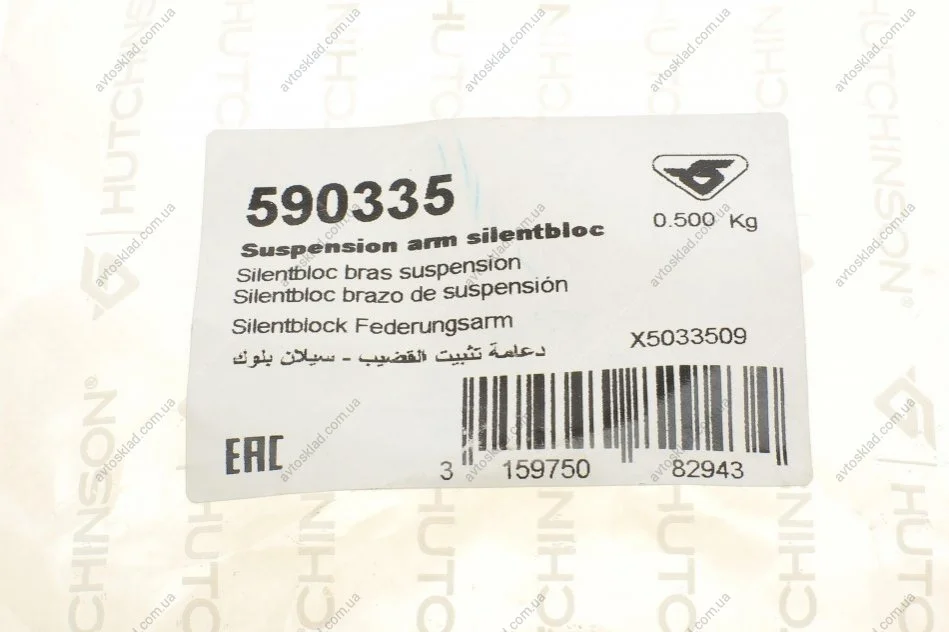 590335
0.500 Kg
Suspension arm silentbloc
Silentbloc bras suspension
Silentbloc brazo de suspensión
Silentblock Federungsarm
X5033509
دعامة تثبيت القضيب - سيلان بلوك
EAC
3 159750 82943
HUTCHINSON
HUTCHINSON®
avtosklad.com.ua